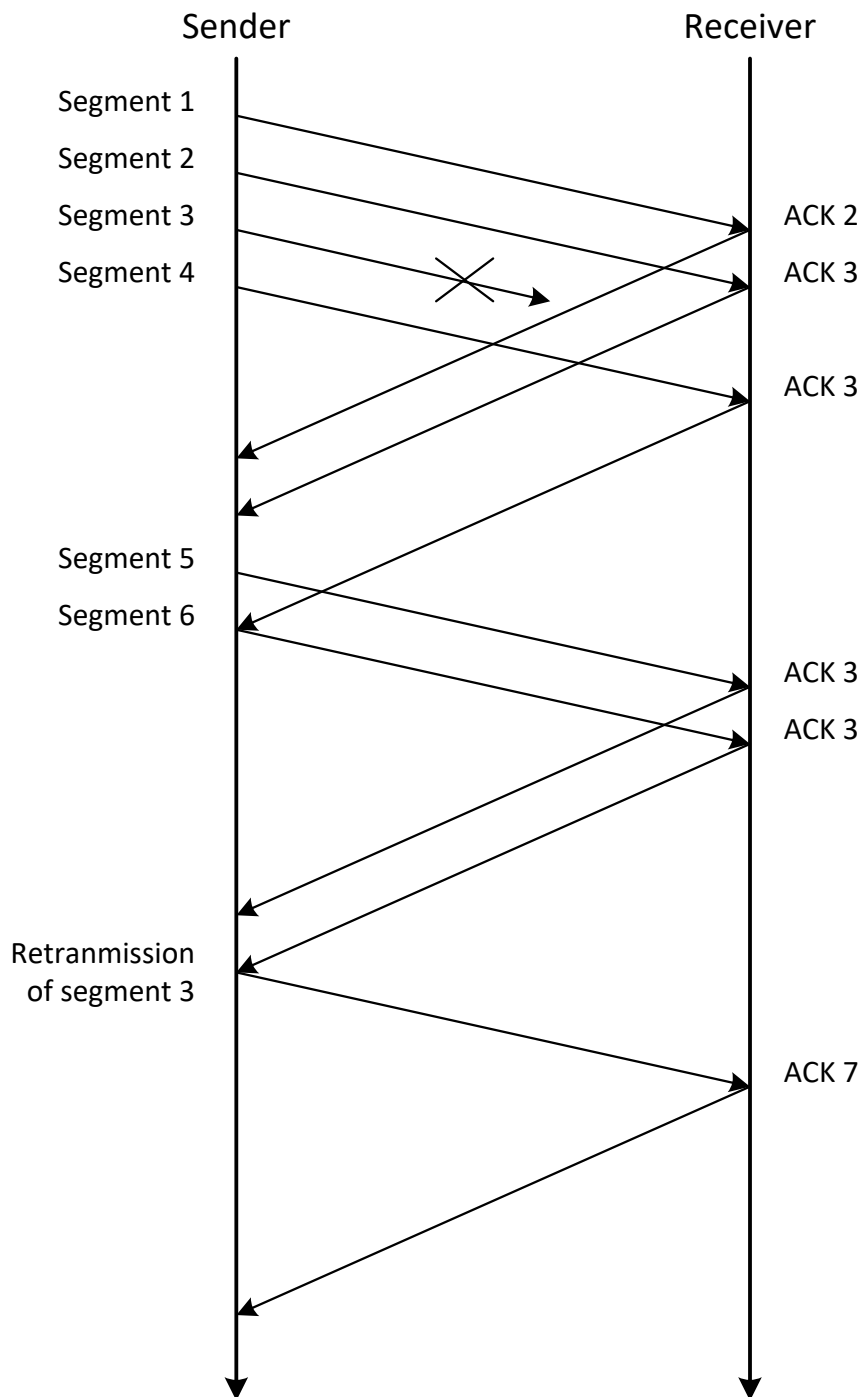 Sender
Receiver
Segment 1
Segment 2
Segment 3
ACK 2
Segment 4
ACK 3
ACK 3
Segment 5
Segment 6
ACK 3
ACK 3
Retranmission
of segment 3
ACK 7